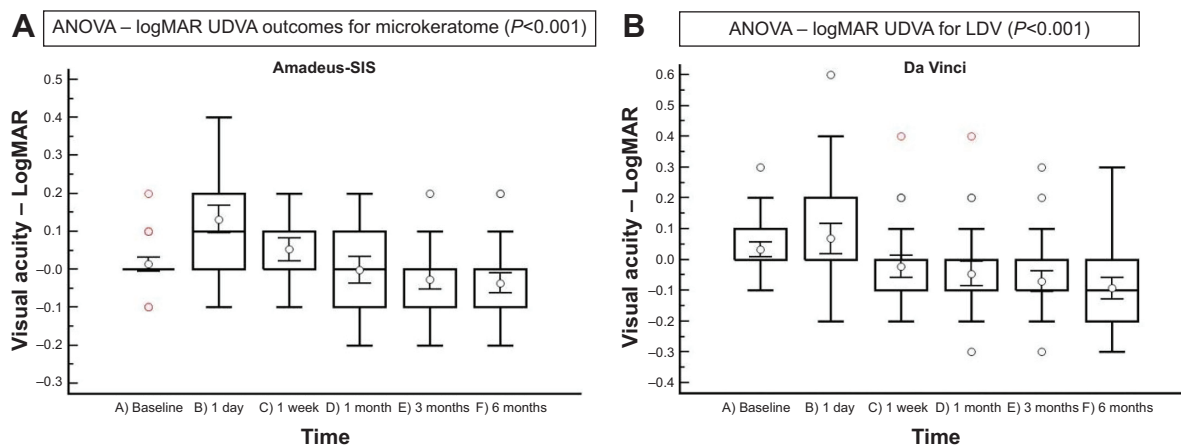 A
ANOVA – logMAR UDVA outcomes for microkeratome (P<0.001)
Amadeus-SIS
Visual acuity – LogMAR
0.5
0.4
0.3
0.2
0.1
–0.0
–0.1
–0.2
–0.3
A) Baseline B) 1 day C) 1 week D) 1 month E) 3 months F) 6 months
Time
B
ANOVA – logMAR UDVA for LDV (P<0.001)
Da Vinci
Visual acuity – LogMAR
0.6
0.5
0.4
0.3
0.2
0.1
0.0
–0.1
–0.2
–0.3
–0.4
A) Baseline B) 1 day C) 1 week D) 1 month E) 3 months F) 6 months
Time